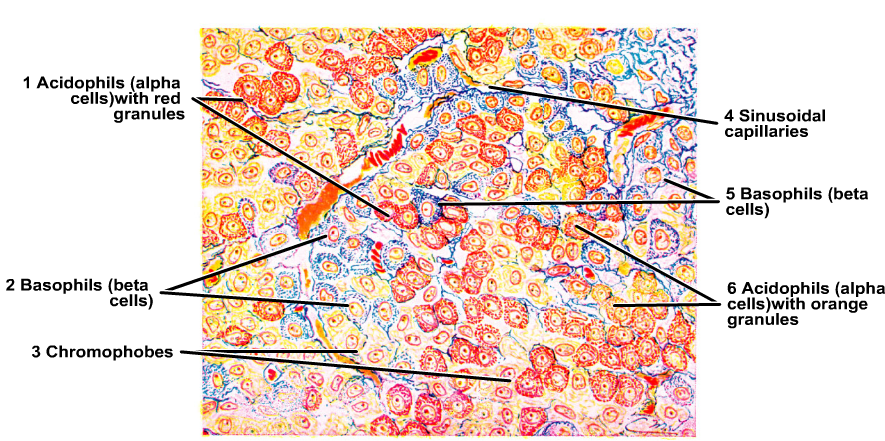 1 Acidophils (alpha
cells)with red
granules
2 Basophils (beta
cells)
3 Chromophobes
4 Sinusoidal
capillaries
5 Basophils (beta
cells)
6 Acidophils (alpha
cells)with orange
granules